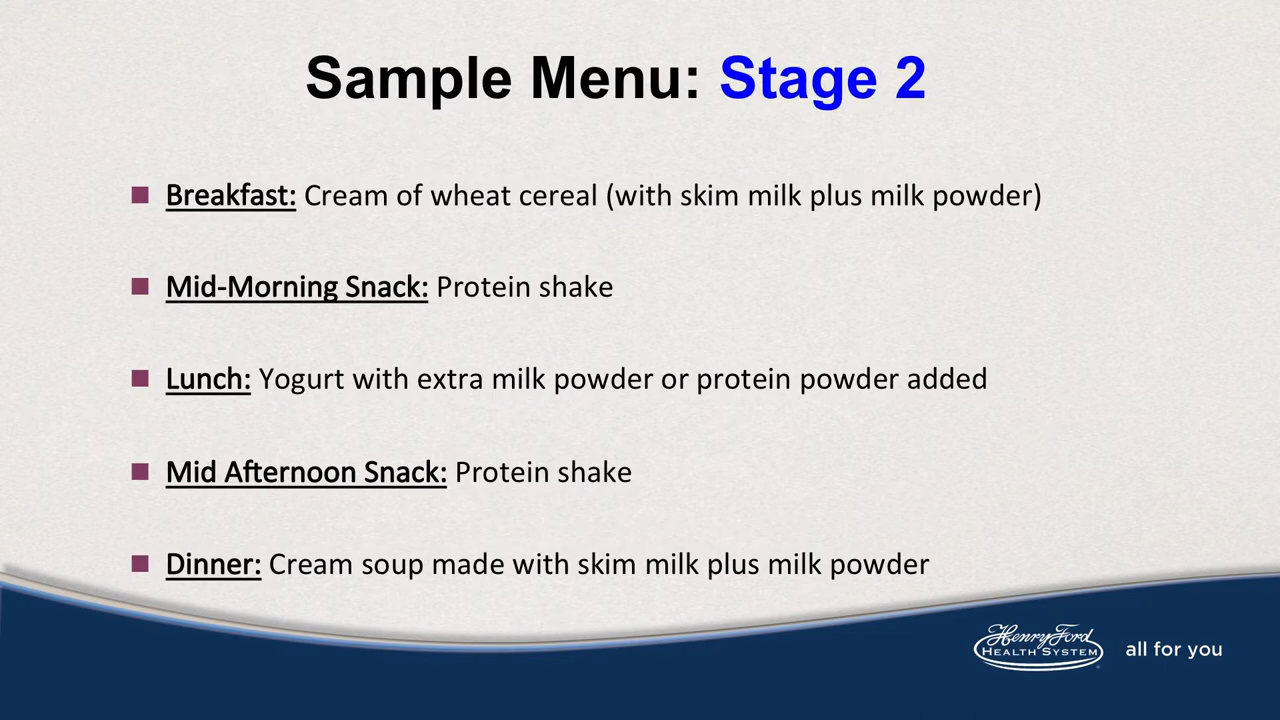 Sample Menu: Stage 2
Breakfast: Cream of wheat cereal (with skim milk plus milk powder)
Mid-Morning Snack: Protein shake
Lunch: Yogurt with extra milk powder or protein powder added
Mid Afternoon Snack: Protein shake
Dinner: Cream soup made with skim milk plus milk powder
Henry Ford
HEALTH SYSTEM
all for you